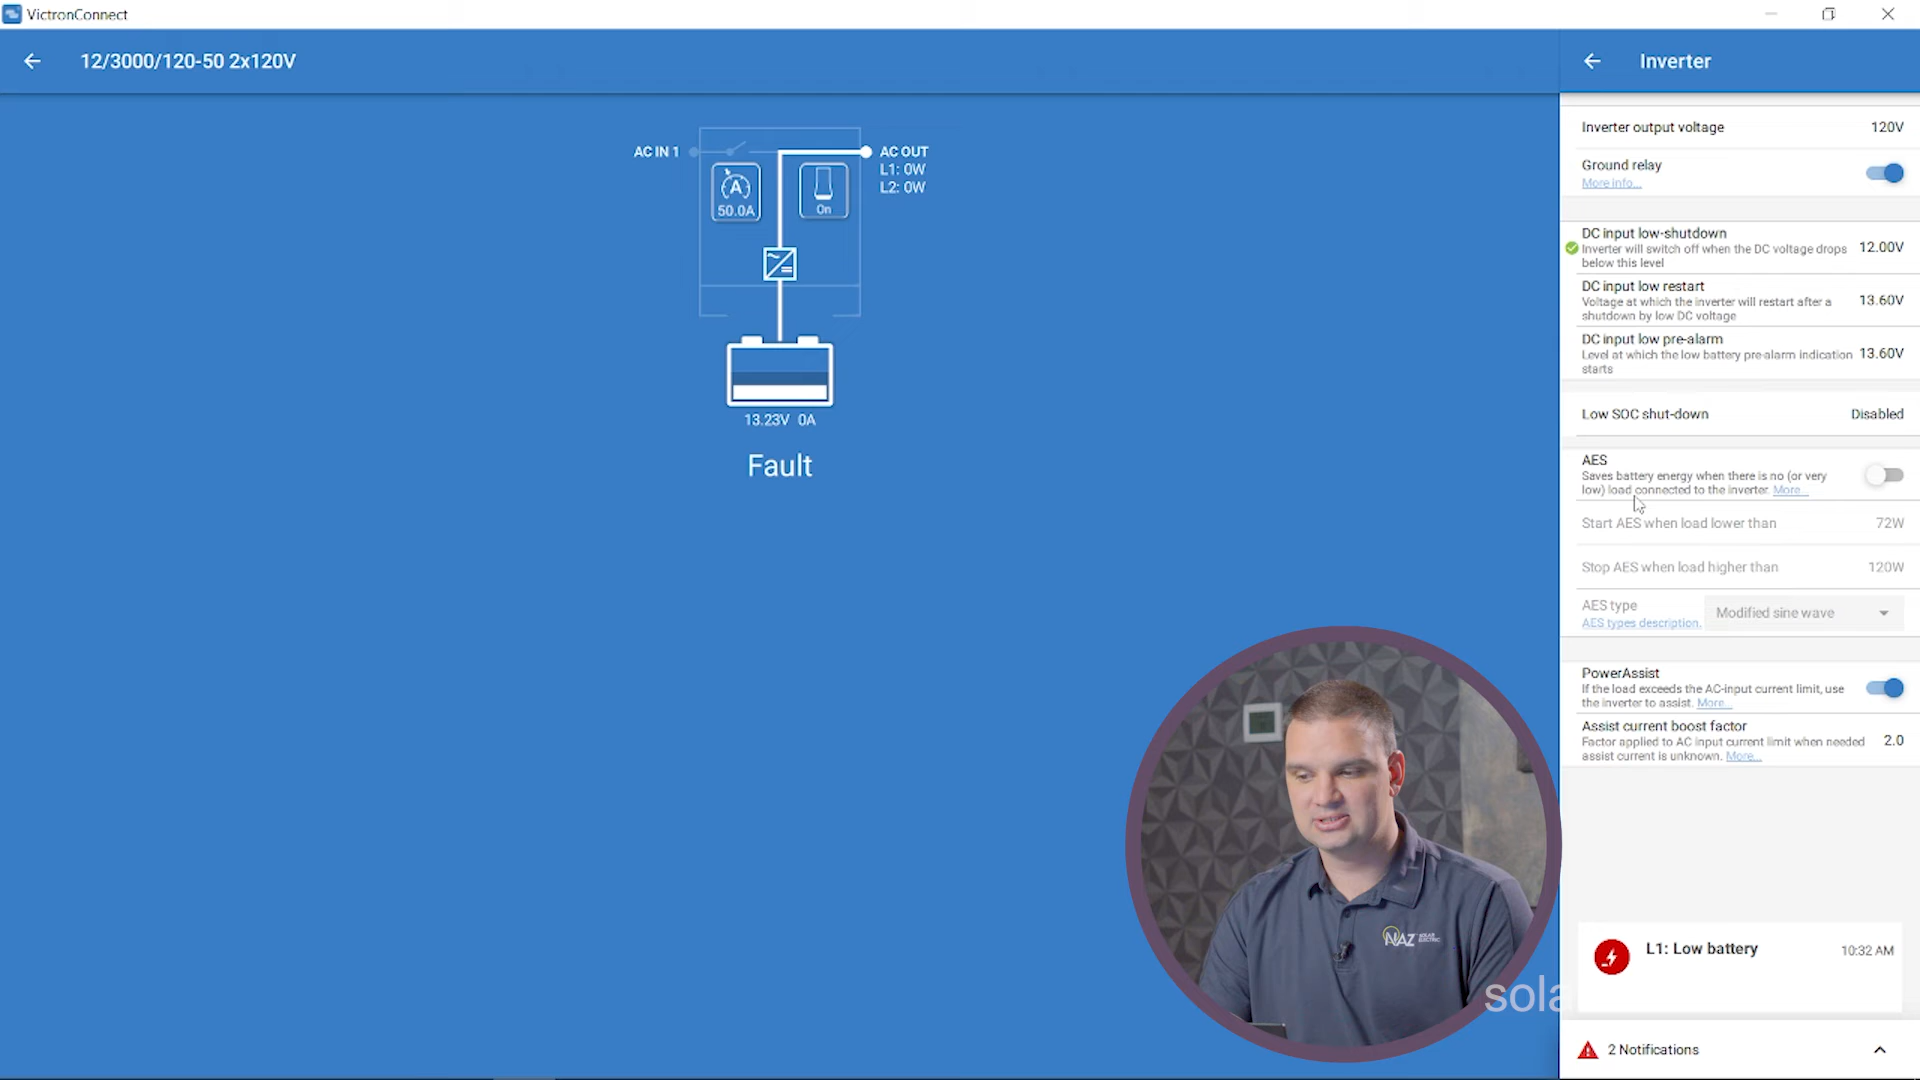 VictronConnect
12/3000/120-50 2x120V
Inverter
AC IN 1
AC OUT
L1: 0W
L2: 0W
A
50.0A
On
13.23V 0A
Fault
Inverter output voltage 120V
Ground relay
More info...
DC input low-shutdown
Inverter will switch off when the DC voltage drops
below this level
12.00V
DC input low restart
Voltage at which the inverter will restart after a
shutdown by low DC voltage
13.60V
DC input low pre-alarm
Level at which the low battery pre-alarm indication
starts
13.60V
Low SOC shut-down Disabled
AES
Saves battery energy when there is no (or very
low) load connected to the inverter. More...
Start AES when load lower than 72W
Stop AES when load higher than 120W
AES type
AES types description.
Modified sine wave
PowerAssist
If the load exceeds the AC-input current limit, use
the inverter to assist. More...
Assist current boost factor
Factor applied to AC input current limit when needed
assist current is unknown. More...
2.0
L1: Low battery 10:32 AM
2 Notifications
NAZ SOLAR
ELECTRIC
sola